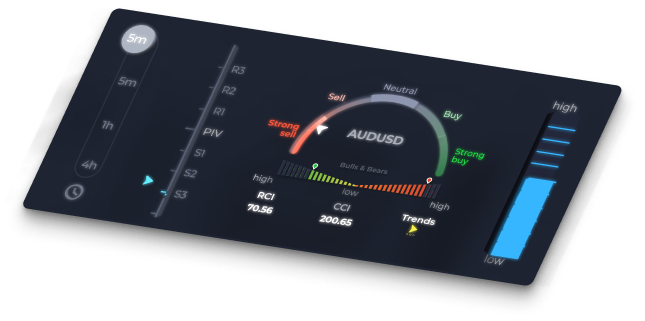 5m
5m
1h
4h
R3
R2
R1
PIV
S1
S2
S3
Sell
Neutral
Buy
Strong
sell
AUDUSD
Strong
buy
Bulls & Bears
high
low
high
RCI
70.56
CCI
200.65
Trends
high
low